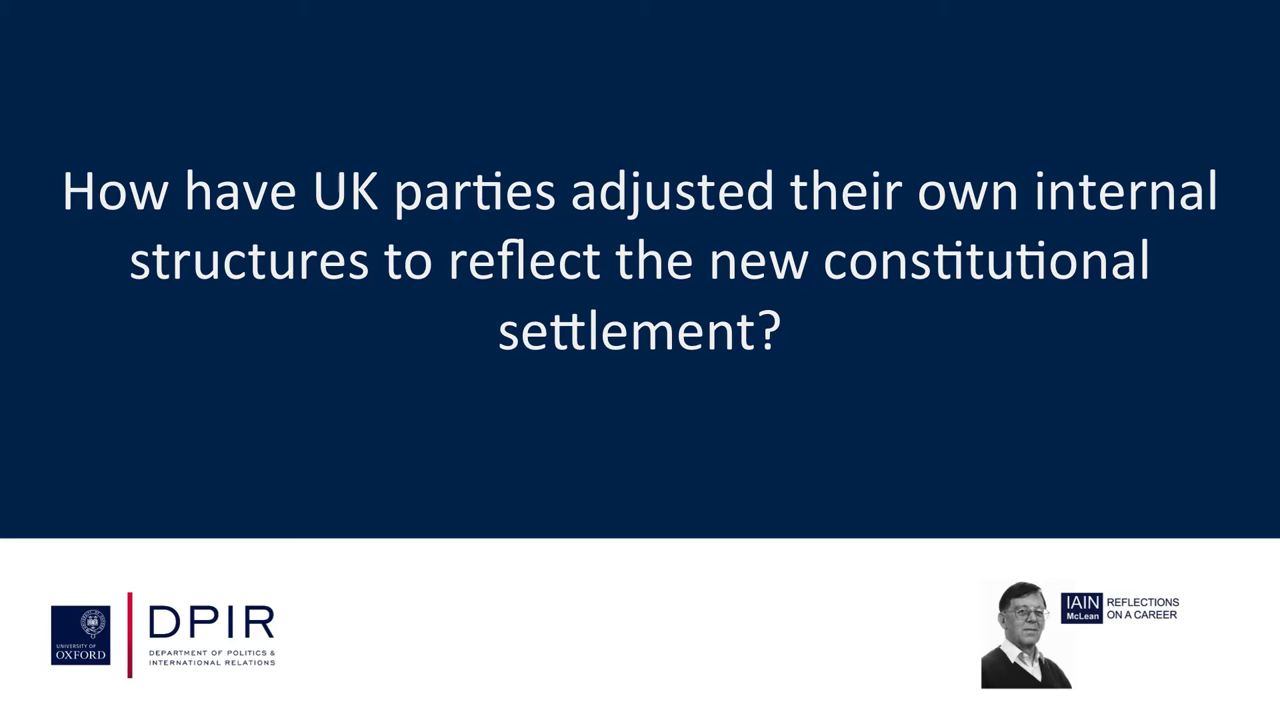 How have UK parties adjusted their own internal
structures to reflect the new constitutional
settlement?
UNIVERSITY OF
OXFORD
DPIR
DEPARTMENT OF POLITICS &
INTERNATIONAL RELATIONS
IAIN
McLean
REFLECTIONS
ON A CAREER